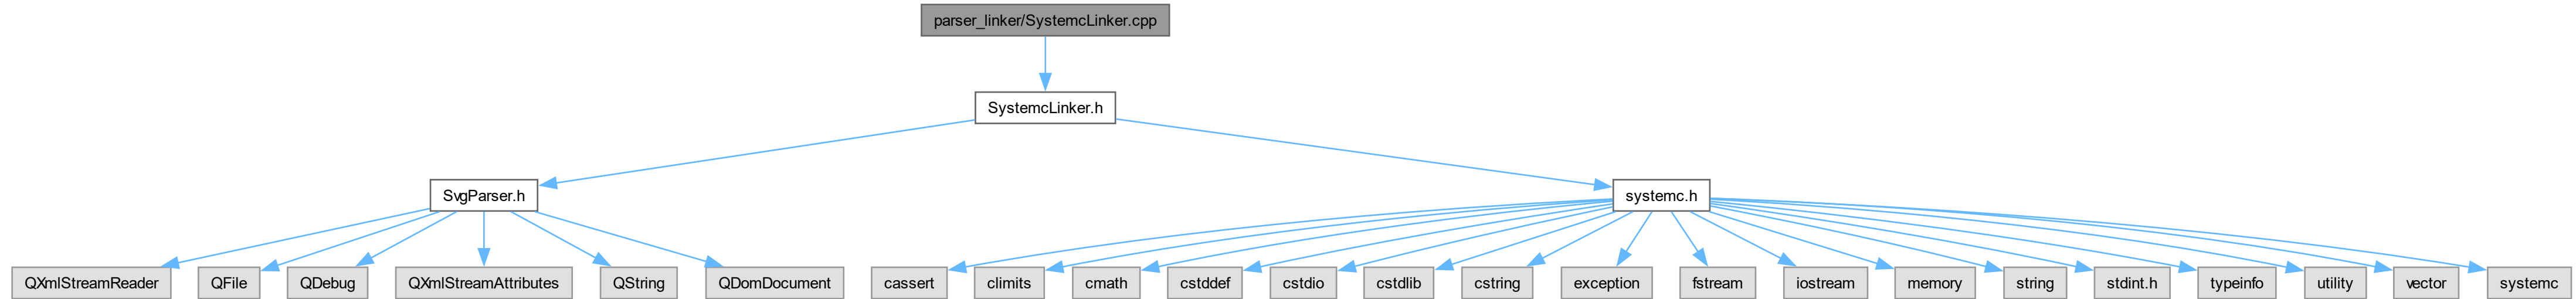 parser_linker/SystemcLinker.cpp
SystemcLinker.h
SvgParser.h
systemc.h
QXmlStreamReader
QFile
QDebug
QXmlStreamAttributes
QString
QDomDocument
cassert
climits
cmath
cstddef
cstdio
cstdlib
cstring
exception
fstream
iostream
memory
string
stdint.h
typeinfo
utility
vector
systemc